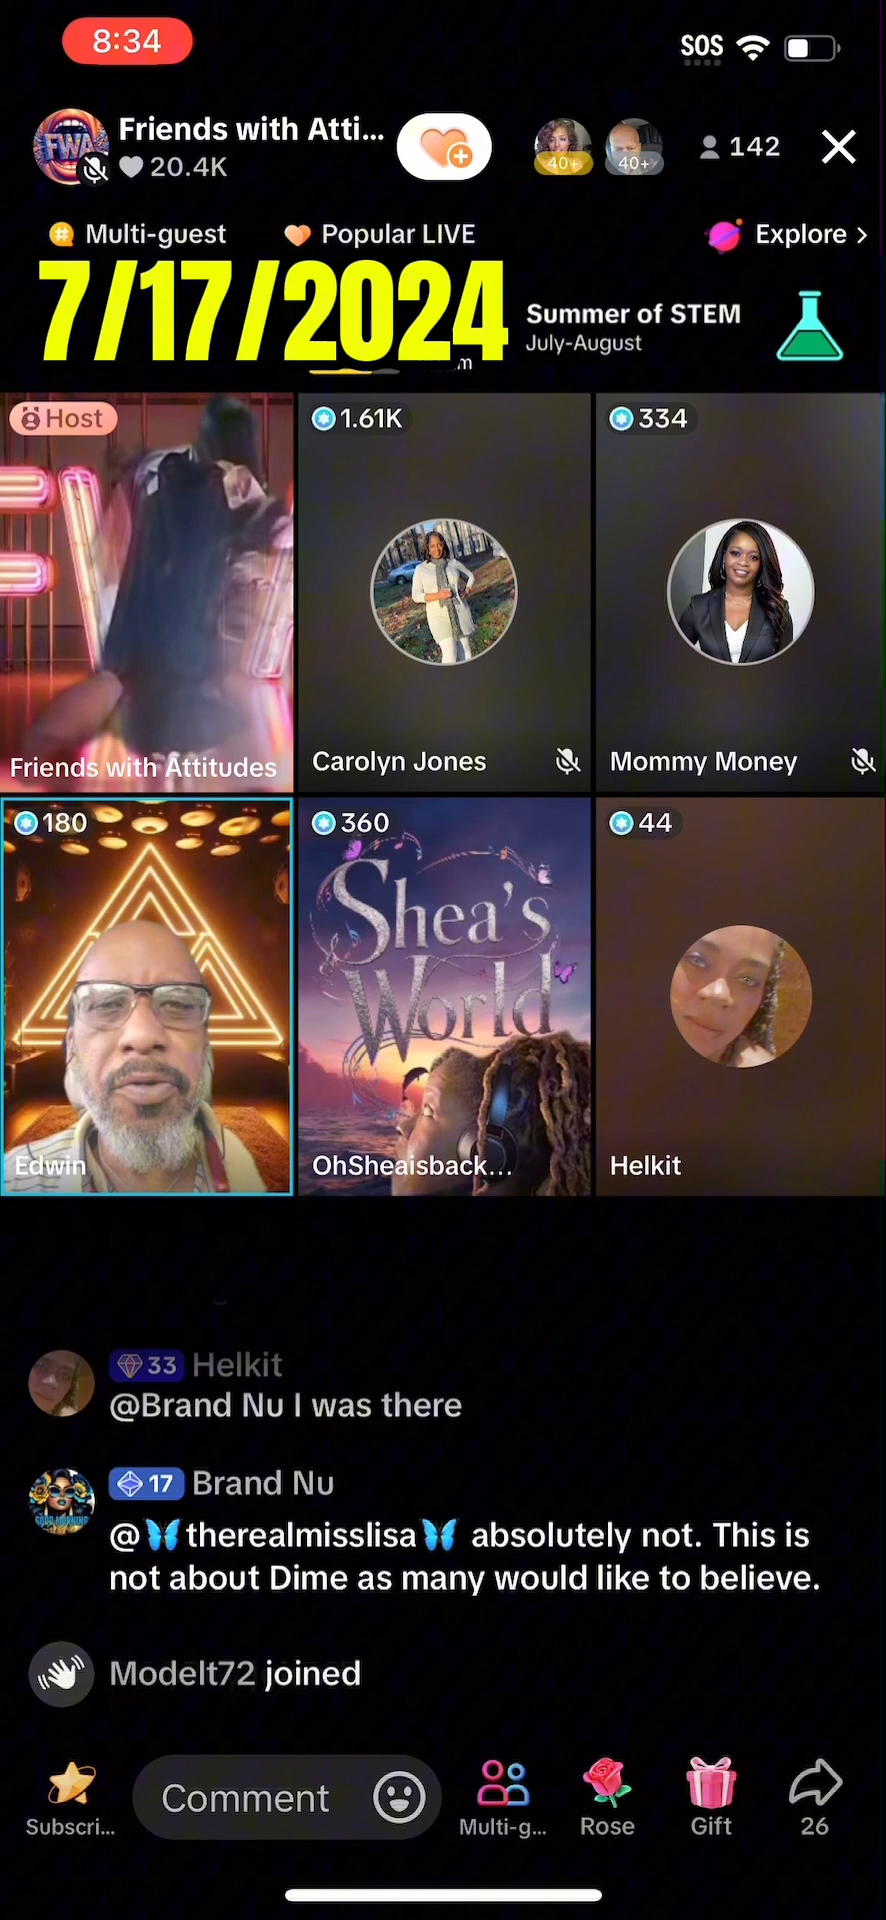 8:34
SOS
Friends with Atti...
FWA
20.4K
40+
40+
142
Multi-guest
Popular LIVE
Explore >
7/17/2024
Summer of STEM
July-August
Host
1.61K
334
Friends with Attitudes
Carolyn Jones
Mommy Money
180
360
44
Shea's
World
Edwin
OhSheaisback...
Helkit
33 Helkit
@Brand Nu I was there
17 Brand Nu
GOOD MORNING
@🦋therealmisslisa🦋 absolutely not. This is
not about Dime as many would like to believe.
Modelt72 joined
Comment
Subscri...
Multi-g...
Rose
Gift
26